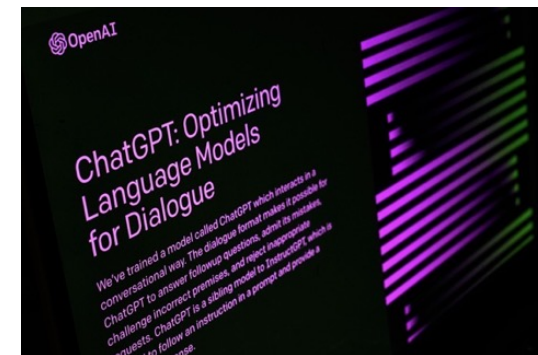 OpenAI
ChatGPT: Optimizing
Language Models
for Dialogue
We've trained a model called ChatGPT which interacts in a
conversational way. The dialogue format makes it possible for
ChatGPT to answer followup questions, admit its mistakes,
challenge incorrect premises, and reject inappropriate
requests. ChatGPT is a sibling model to InstructGPT, which is
to follow an instruction in a prompt and provide a